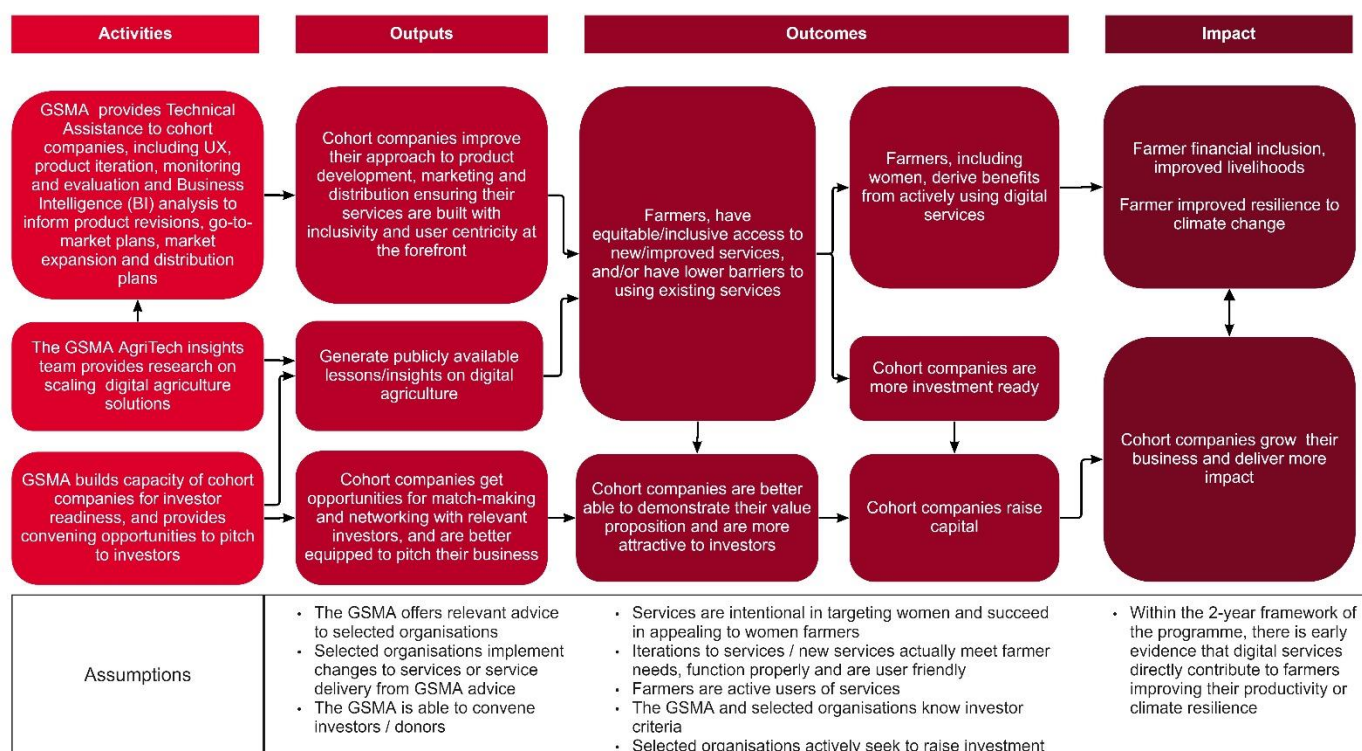 Activities
Outputs
Outcomes
Impact
GSMA provides Technical
Assistance to cohort
companies, including UX,
product iteration, monitoring
and evaluation and Business
Intelligence (BI) analysis to
inform product revisions, go-to-
market plans, market
expansion and distribution
plans
Cohort companies improve
their approach to product
development, marketing and
distribution ensuring their
services are built with
inclusivity and user centricity at
the forefront
Farmers, have
equitable/inclusive access to
new/improved services,
and/or have lower barriers to
using existing services
Farmers, including
women, derive benefits
from actively using digital
services
Farmer financial inclusion,
improved livelihoods
Farmer improved resilience to
climate change
The GSMA AgriTech insights
team provides research on
scaling digital agriculture
solutions
Generate publicly available
lessons/insights on digital
agriculture
Cohort companies are
more investment ready
GSMA builds capacity of cohort
companies for investor
readiness, and provides
convening opportunities to pitch
to investors
Cohort companies get
opportunities for match-making
and networking with relevant
investors, and are better
equipped to pitch their business
Cohort companies are better
able to demonstrate their value
proposition and are more
attractive to investors
Cohort companies raise
capital
Cohort companies grow their
business and deliver more
impact
Assumptions
• The GSMA offers relevant advice
to selected organisations
• Selected organisations implement
changes to services or service
delivery from GSMA advice
• The GSMA is able to convene
investors / donors
• Services are intentional in targeting women and succeed
in appealing to women farmers
• Iterations to services / new services actually meet farmer
needs, function properly and are user friendly
• Farmers are active users of services
• The GSMA and selected organisations know investor
criteria
• Selected organisations actively seek to raise investment
• Within the 2-year framework of
the programme, there is early
evidence that digital services
directly contribute to farmers
improving their productivity or
climate resilience